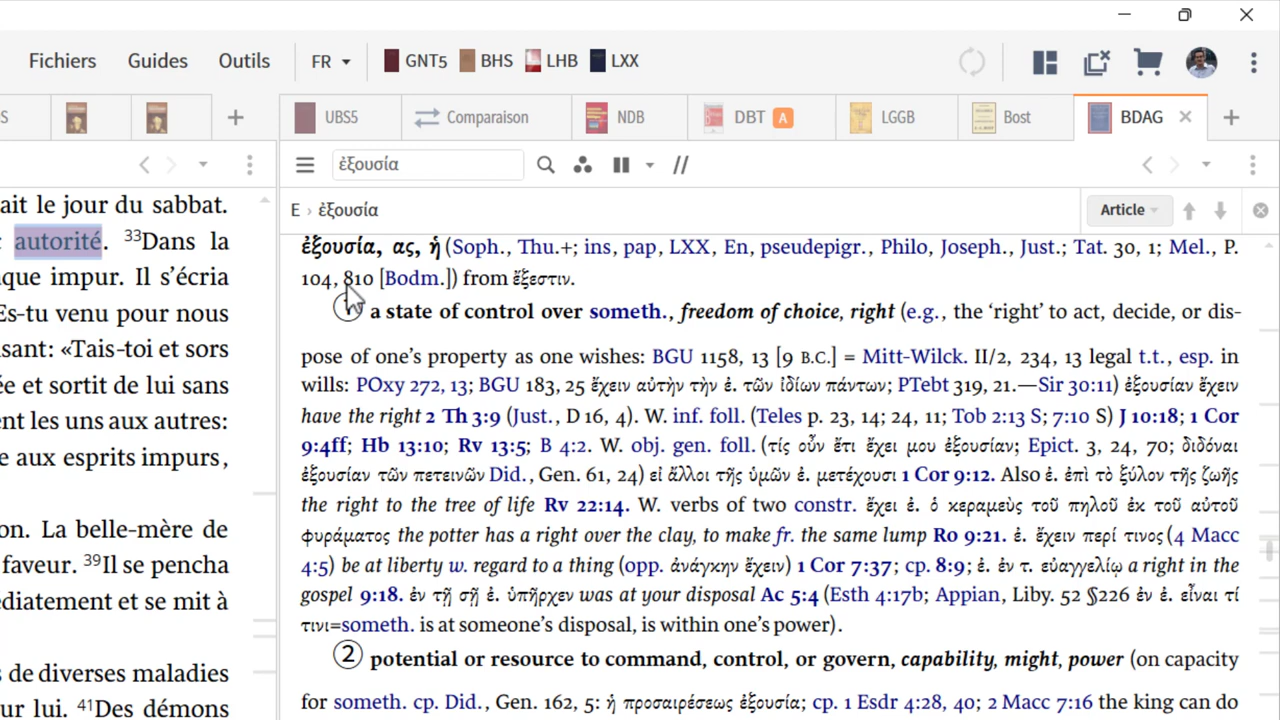 Fichiers Guides Outils FR GNT5 BHS LHB LXX
S UBS5 Comparaison NDB DBT A LGGB Bost BDAG
ἐξουσία
E › ἐξουσία Article
ait le jour du sabbat.
autorité. ³³Dans la
que impur. Il s’écria
Es-tu venu pour nous
sant: «Tais-toi et sors
ée et sortit de lui sans
nt les uns aux autres:
e aux esprits impurs,
on. La belle-mère de
faveur. ³⁹Il se pencha
édiatement et se mit à
s de diverses maladies
ur lui. ⁴¹Des démons
ἐξουσία, ας, ἡ (Soph., Thu.+; ins, pap, LXX, En, pseudepigr., Philo, Joseph., Just.; Tat. 30, 1; Mel., P.
104, 810 [Bodm.]) from ἔξεστιν.
① a state of control over someth., freedom of choice, right (e.g., the ‘right’ to act, decide, or dis-
pose of one’s property as one wishes: BGU 1158, 13 [9 B.C.] = Mitt-Wilck. II/2, 234, 13 legal t.t., esp. in
wills: POxy 272, 13; BGU 183, 25 ἔχειν αὐτὴν τὴν ἐ. τῶν ἰδίων πάντων; PTebt 319, 21.—Sir 30:11) ἐξουσίαν ἔχειν
have the right 2 Th 3:9 (Just., D 16, 4). W. inf. foll. (Teles p. 23, 14; 24, 11; Tob 2:13 S; 7:10 S) J 10:18; 1 Cor
9:4ff; Hb 13:10; Rv 13:5; B 4:2. W. obj. gen. foll. (τίς οὖν ἔτι ἔχει μου ἐξουσίαν; Epict. 3, 24, 70; διδόναι
ἐξουσίαν τῶν πετεινῶν Did., Gen. 61, 24) εἰ ἄλλοι τῆς ὑμῶν ἐ. μετέχουσι 1 Cor 9:12. Also ἐ. ἐπὶ τὸ ξύλον τῆς ζωῆς
the right to the tree of life Rv 22:14. W. verbs of two constr. ἔχει ἐ. ὁ κεραμεὺς τοῦ πηλοῦ ἐκ τοῦ αὐτοῦ
φυράματος the potter has a right over the clay, to make fr. the same lump Ro 9:21. ἐ. ἔχειν περί τινος (4 Macc
4:5) be at liberty w. regard to a thing (opp. ἀνάγκην ἔχειν) 1 Cor 7:37; cp. 8:9; ἐ. ἐν τ. εὐαγγελίῳ a right in the
gospel 9:18. ἐν τῇ σῇ ἐ. ὑπῆρχεν was at your disposal Ac 5:4 (Esth 4:17b; Appian, Liby. 52 §226 ἐν ἐ. εἶναι τί
τινι=someth. is at someone’s disposal, is within one’s power).
② potential or resource to command, control, or govern, capability, might, power (on capacity
for someth. cp. Did., Gen. 162, 5: ἡ προαιρέσεως ἐξουσία; cp. 1 Esdr 4:28, 40; 2 Macc 7:16 the king can do